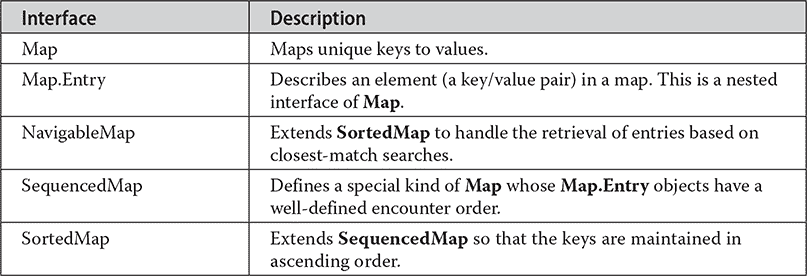 Interface Description
Map Maps unique keys to values.
Map.Entry Describes an element (a key/value pair) in a map. This is a nested
interface of Map.
NavigableMap Extends SortedMap to handle the retrieval of entries based on
closest-match searches.
SequencedMap Defines a special kind of Map whose Map.Entry objects have a
well-defined encounter order.
SortedMap Extends SequencedMap so that the keys are maintained in
ascending order.